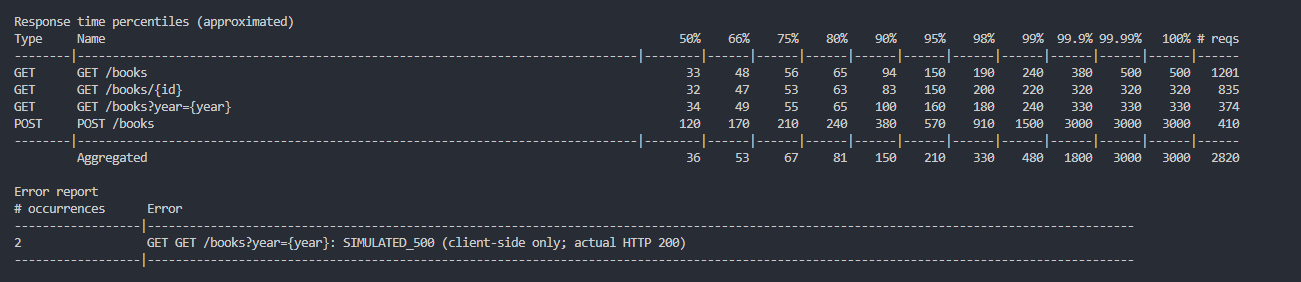 Response time percentiles (approximated)
Type     Name                                                                                  50%    66%    75%    80%    90%    95%    98%    99%  99.9% 99.99%   100% # reqs
--------|--------------------------------------------------------------------------------|--------|------|------|------|------|------|------|------|------|------|------|------
GET      GET /books                                                                             33     48     56     65     94    150    190    240    380    500    500   1201
GET      GET /books/{id}                                                                        32     47     53     63     83    150    200    220    320    320    320    835
GET      GET /books?year={year}                                                                 34     49     55     65    100    160    180    240    330    330    330    374
POST     POST /books                                                                           120    170    210    240    380    570    910   1500   3000   3000   3000    410
--------|--------------------------------------------------------------------------------|--------|------|------|------|------|------|------|------|------|------|------|------
         Aggregated                                                                             36     53     67     81    150    210    330    480   1800   3000   3000   2820
Error report
# occurrences      Error
------------------|---------------------------------------------------------------------------------------------------------------------------------------------
2                  GET GET /books?year={year}: SIMULATED_500 (client-side only; actual HTTP 200)
------------------|---------------------------------------------------------------------------------------------------------------------------------------------